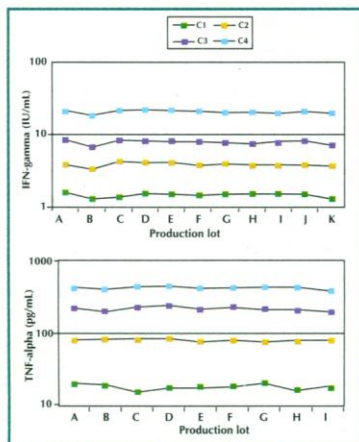 C1 C2
C3 C4
IFN-gamma (IU/mL)
100
10
1
A B C D E F G H I J K
Production lot
TNF-alpha (pg/mL)
1000
100
10
A B C D E F G H I
Production lot